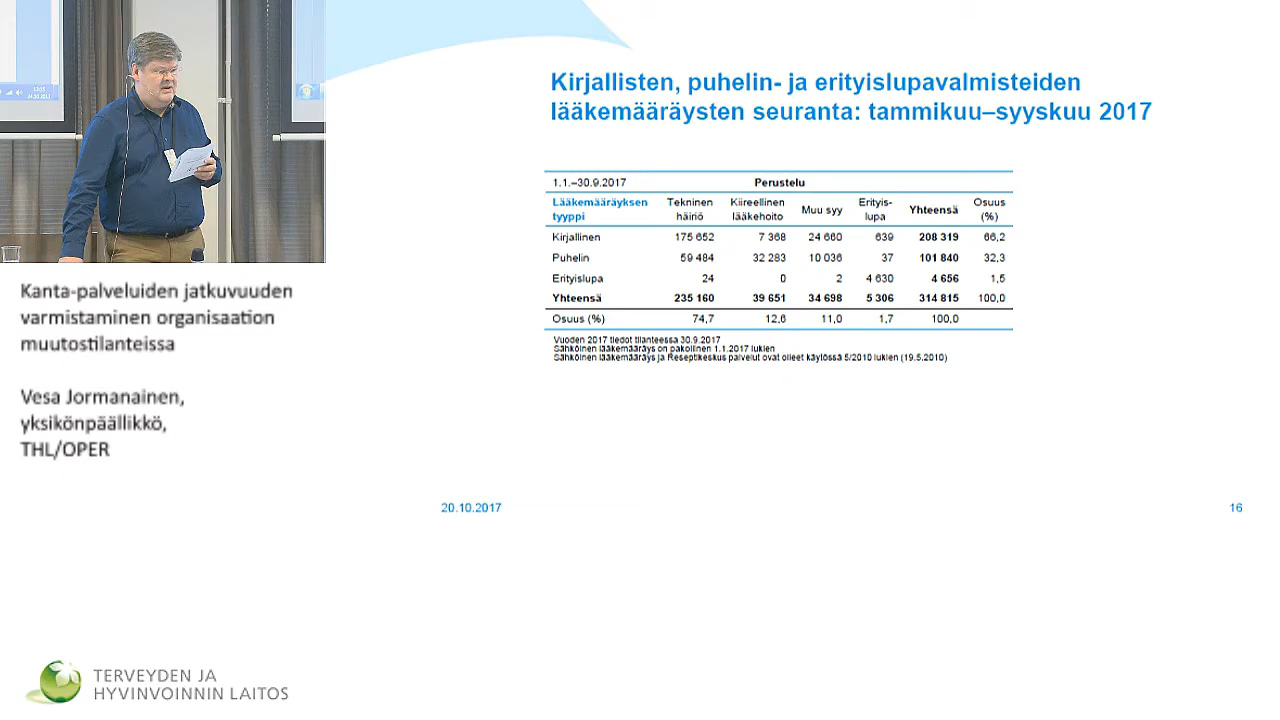 Kirjallisten, puhelin- ja erityislupavalmisteiden
lääkemääräysten seuranta: tammikuu–syyskuu 2017
1.1.–30.9.2017 Perustelu
Lääkemääräyksen tyyppi Tekninen häiriö Kiireellinen lääkehoito Muu syy Erityis-lupa Yhteensä Osuus (%)
Kirjallinen 175 652 7 368 24 660 639 208 319 66,2
Puhelin 59 484 32 283 10 036 37 101 840 32,3
Erityislupa 24 0 2 4 630 4 656 1,5
Yhteensä 235 160 39 651 34 698 5 306 314 815 100,0
Osuus (%) 74,7 12,6 11,0 1,7 100,0
Vuoden 2017 tiedot tilanteessa 30.9.2017
Sähköinen lääkemääräys on pakollinen 1.1.2017 lukien
Sähköinen lääkemääräys ja Reseptikeskus palvelut ovat olleet käytössä 5/2010 lukien (19.5.2010)
Kanta-palveluiden jatkuvuuden
varmistaminen organisaation
muutostilanteissa
Vesa Jormanainen,
yksikönpäällikkö,
THL/OPER
20.10.2017 16
TERVEYDEN JA
HYVINVOINNIN LAITOS